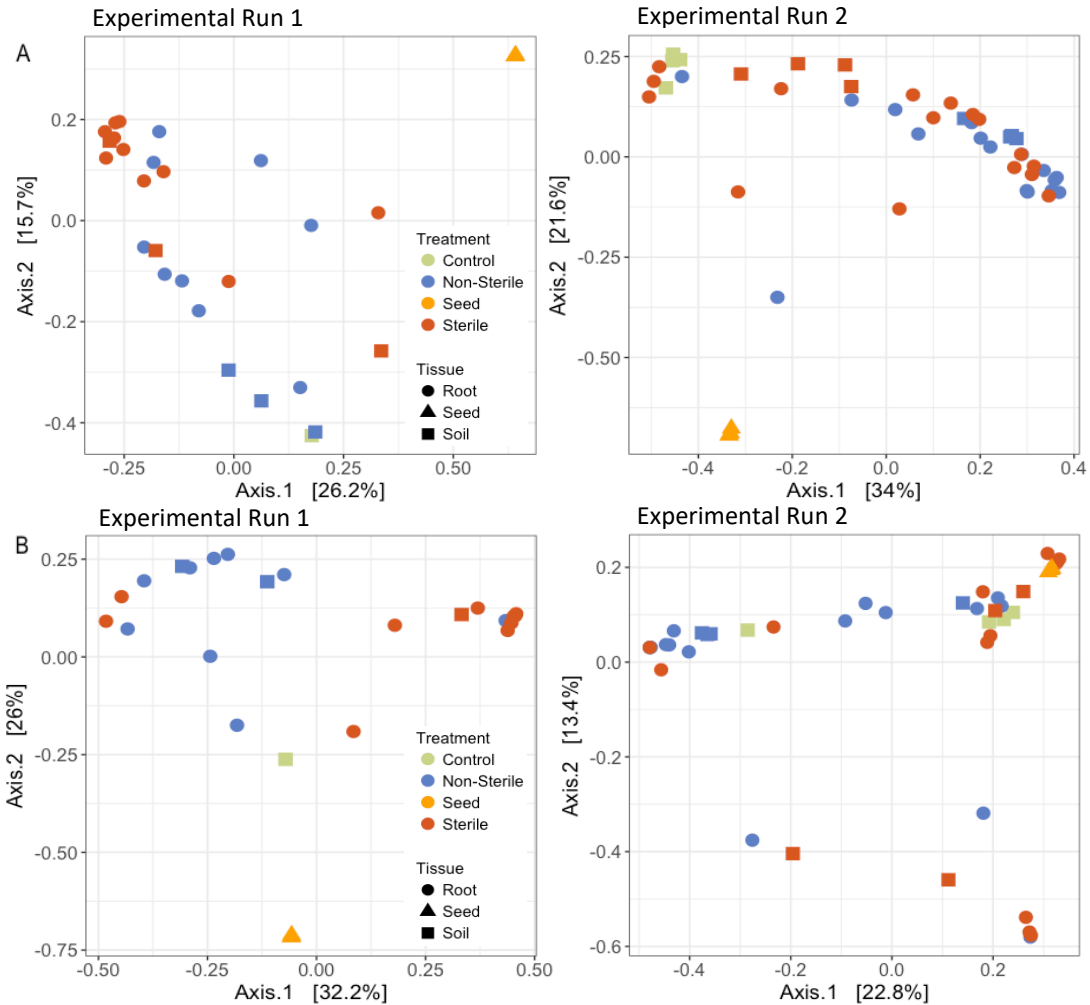 Experimental Run 1
Experimental Run 2
A
0.2
0.0
-0.2
-0.4
Axis.2 [15.7%]
-0.25
0.00
0.25
0.50
Axis.1 [26.2%]
Treatment
Control
Non-Sterile
Seed
Sterile
Tissue
Root
Seed
Soil
0.25
0.00
-0.25
-0.50
Axis.2 [21.6%]
-0.4
-0.2
0.0
0.2
0.4
Axis.1 [34%]
Experimental Run 1
Experimental Run 2
B
0.25
0.00
-0.25
-0.50
-0.75
Axis.2 [26%]
-0.50
-0.25
0.00
0.25
0.50
Axis.1 [32.2%]
Treatment
Control
Non-Sterile
Seed
Sterile
Tissue
Root
Seed
Soil
0.2
0.0
-0.2
-0.4
-0.6
Axis.2 [13.4%]
-0.4
-0.2
0.0
0.2
Axis.1 [22.8%]